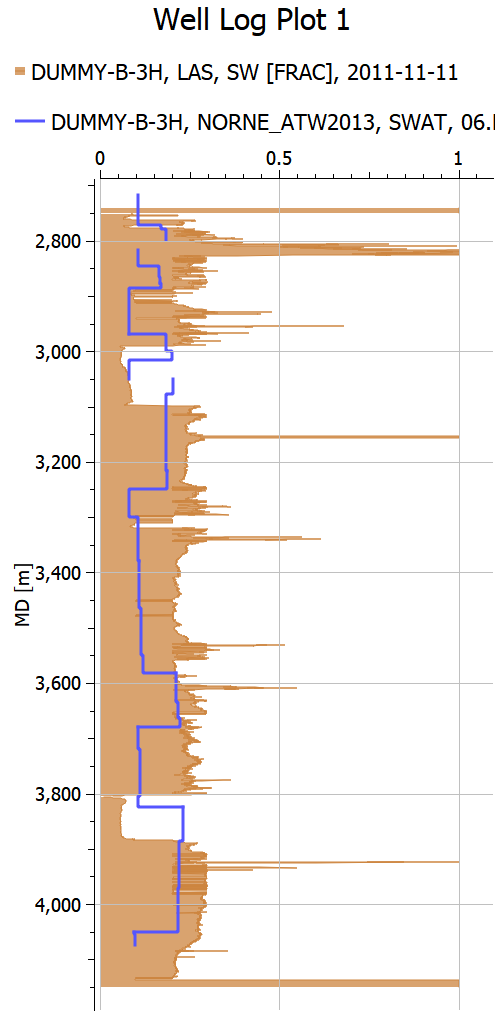 Well Log Plot 1
DUMMY-B-3H, LAS, SW [FRAC], 2011-11-11
DUMMY-B-3H, NORNE_ATW2013, SWAT, 06.
0 0.5 1
2,800
3,000
3,200
3,400
MD [m]
3,600
3,800
4,000